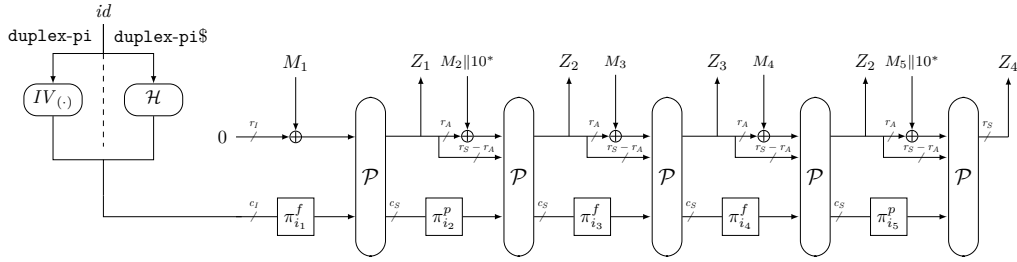 id
duplex-pi duplex-pi$
IV_(·) H
M_1 Z_1 M_2∥10* Z_2 M_3 Z_3 M_4 Z_2 M_5∥10* Z_4
0 r_I r_A r_A r_A r_A r_S
r_S − r_A r_S − r_A r_S − r_A r_S − r_A
P P P P P
c_I π^f_{i_1} c_S π^p_{i_2} c_S π^f_{i_3} c_S π^f_{i_4} c_S π^p_{i_5}